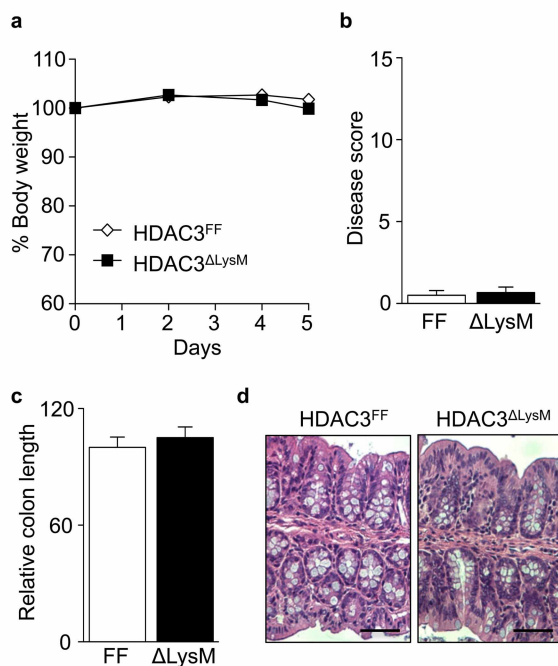 a
110
100
90
80
70
60
% Body weight
HDAC3FF
HDAC3ΔLysM
0 1 2 3 4 5
Days
b
15
10
5
0
Disease score
FF ΔLysM
c
120
60
0
Relative colon length
FF ΔLysM
d
HDAC3FF HDAC3ΔLysM